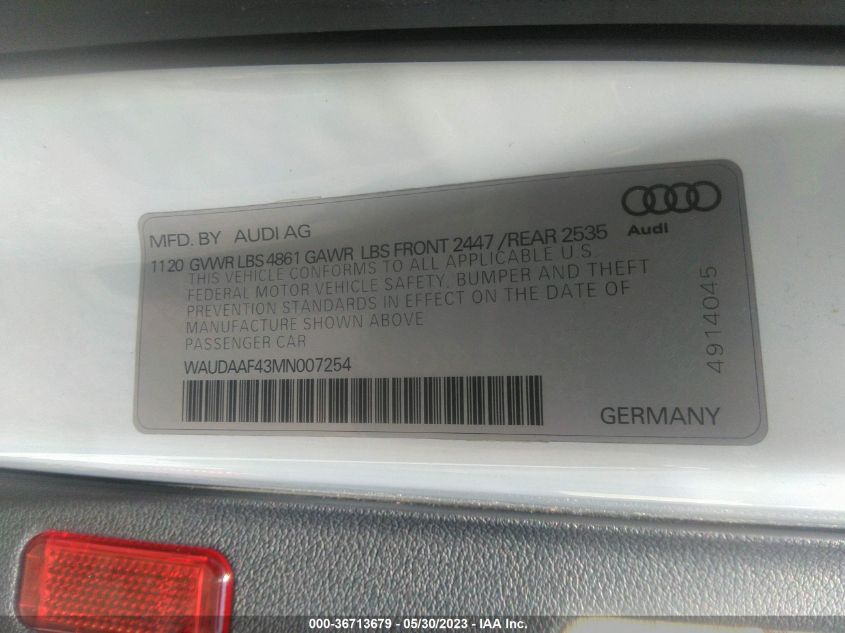 MFD. BY AUDI AG
Audi
1120 GVWR LBS 4861 GAWR LBS FRONT 2447 / REAR 2535
THIS VEHICLE CONFORMS TO ALL APPLICABLE U.S.
FEDERAL MOTOR VEHICLE SAFETY, BUMPER AND THEFT
PREVENTION STANDARDS IN EFFECT ON THE DATE OF
MANUFACTURE SHOWN ABOVE
PASSENGER CAR
WAUDAAF43MN007254
GERMANY
4914045
000-36713679 - 05/30/2023 - IAA Inc.